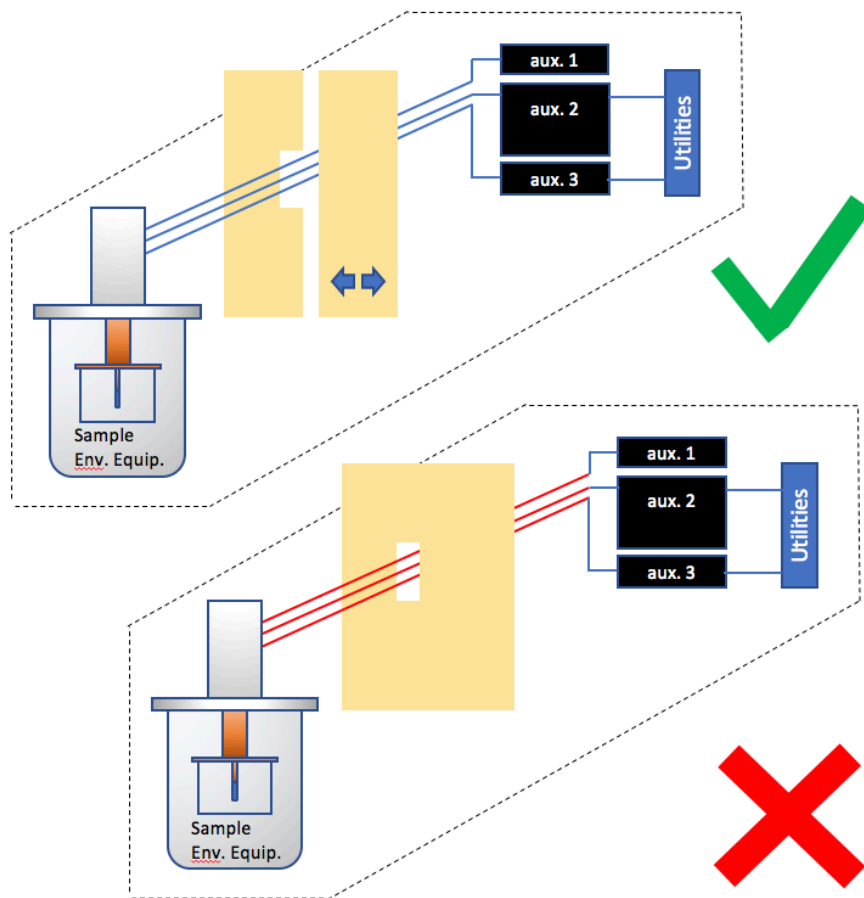 aux. 1
aux. 2
aux. 3
Utilities
Sample
Env. Equip.
aux. 1
aux. 2
aux. 3
Utilities
Sample
Env. Equip.